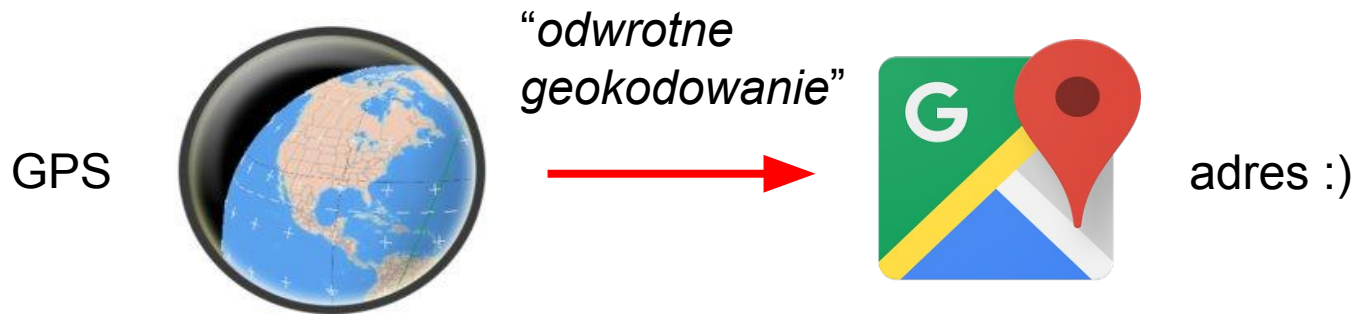 “odwrotne
geokodowanie”
GPS
G
adres :)